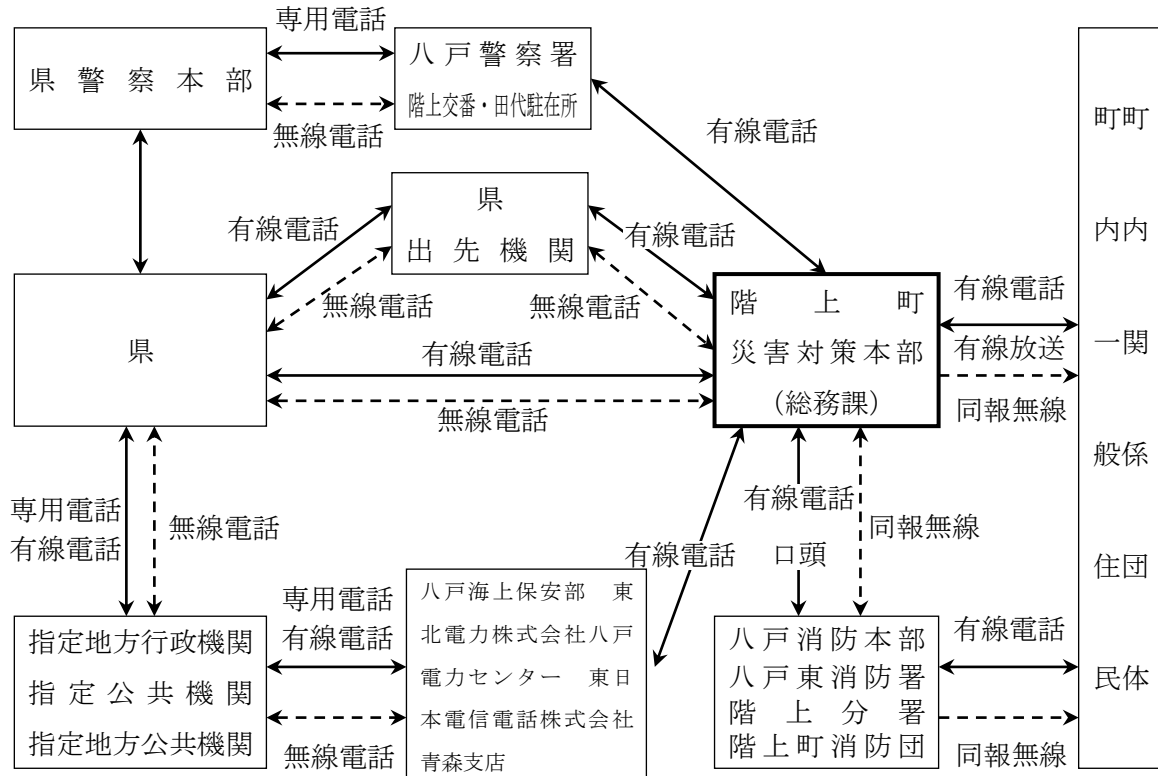 専用電話
県警察本部
八戸警察署
階上交番・田代駐在所
無線電話
有線電話
県
出先機関
有線電話
無線電話
有線電話
無線電話
県
有線電話
無線電話
階上町
災害対策本部
（総務課）
有線電話
有線放送
同報無線
町町
内内
一関
般係
住団
民体
専用電話
有線電話
無線電話
有線電話
有線電話
口頭
同報無線
指定地方行政機関
指定公共機関
指定地方公共機関
専用電話
有線電話
無線電話
八戸海上保安部 東
北電力株式会社八戸
電力センター 東日
本電信電話株式会社
青森支店
八戸消防本部
八戸東消防署
階上分署
階上町消防団
有線電話
同報無線